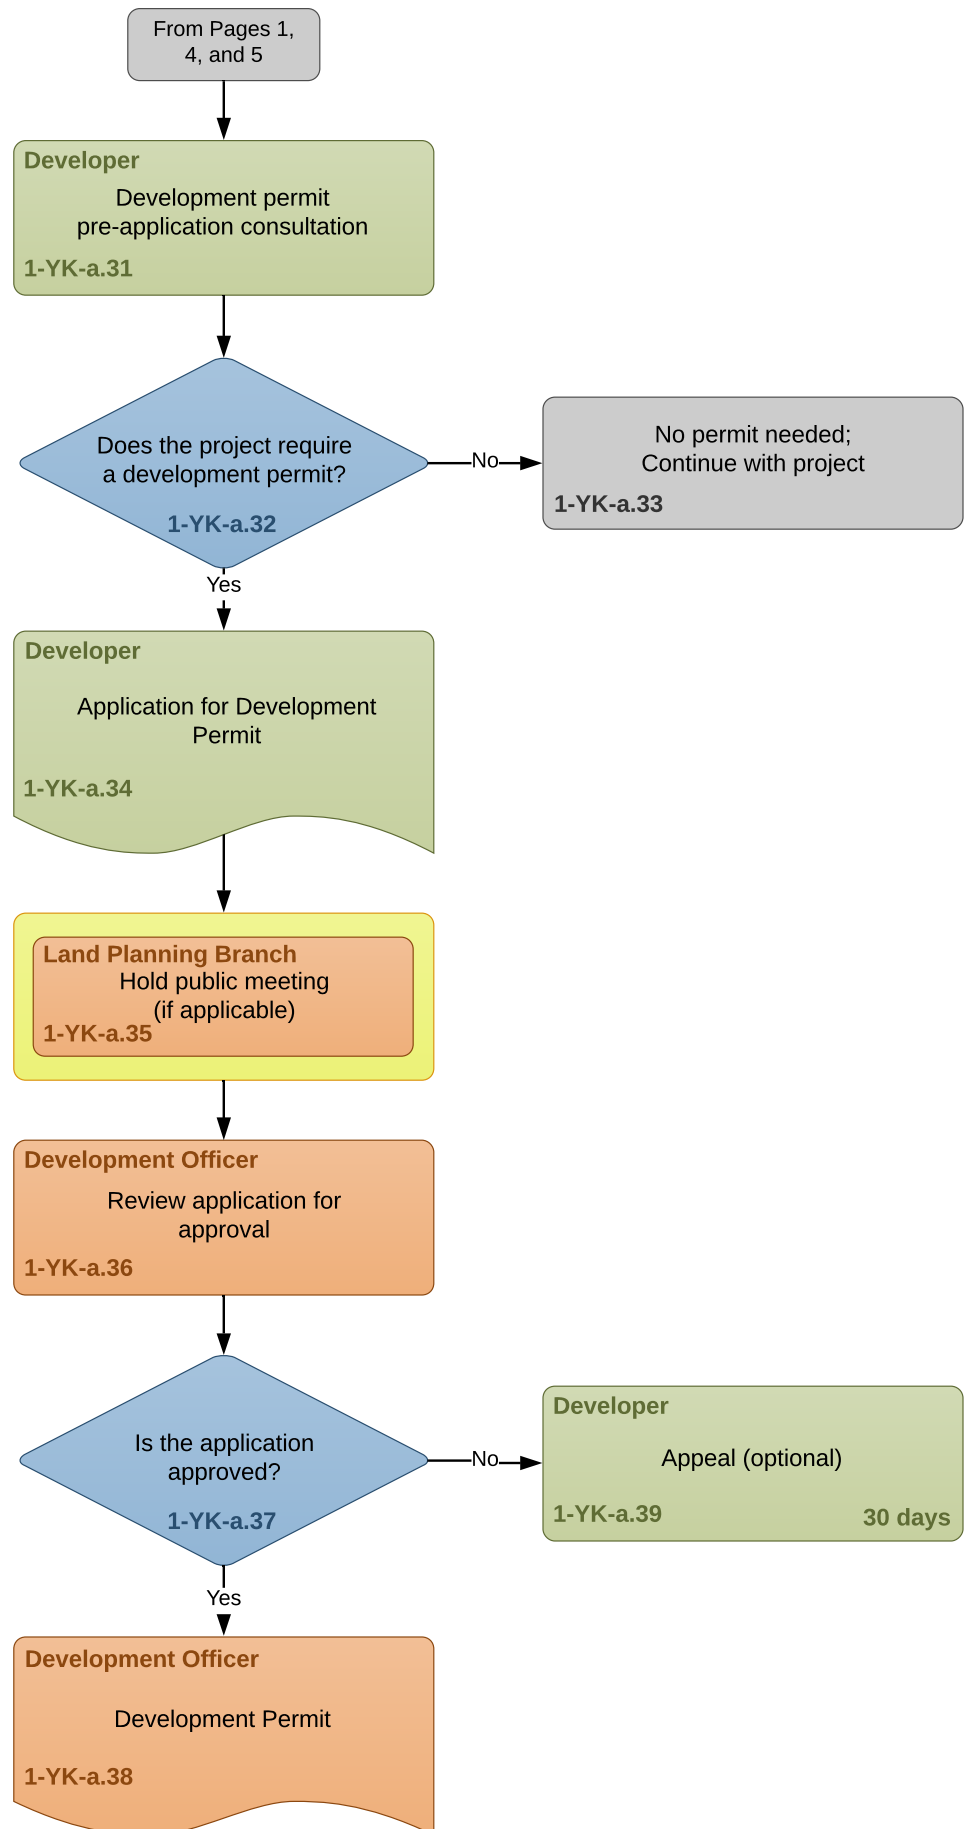 From Pages 1,
4, and 5
Developer
Development permit
pre-application consultation
1-YK-a.31
Does the project require
a development permit?
1-YK-a.32
No
No permit needed;
Continue with project
1-YK-a.33
Yes
Developer
Application for Development
Permit
1-YK-a.34
Land Planning Branch
Hold public meeting
(if applicable)
1-YK-a.35
Development Officer
Review application for
approval
1-YK-a.36
Is the application
approved?
1-YK-a.37
No
Developer
Appeal (optional)
1-YK-a.39
30 days
Yes
Development Officer
Development Permit
1-YK-a.38